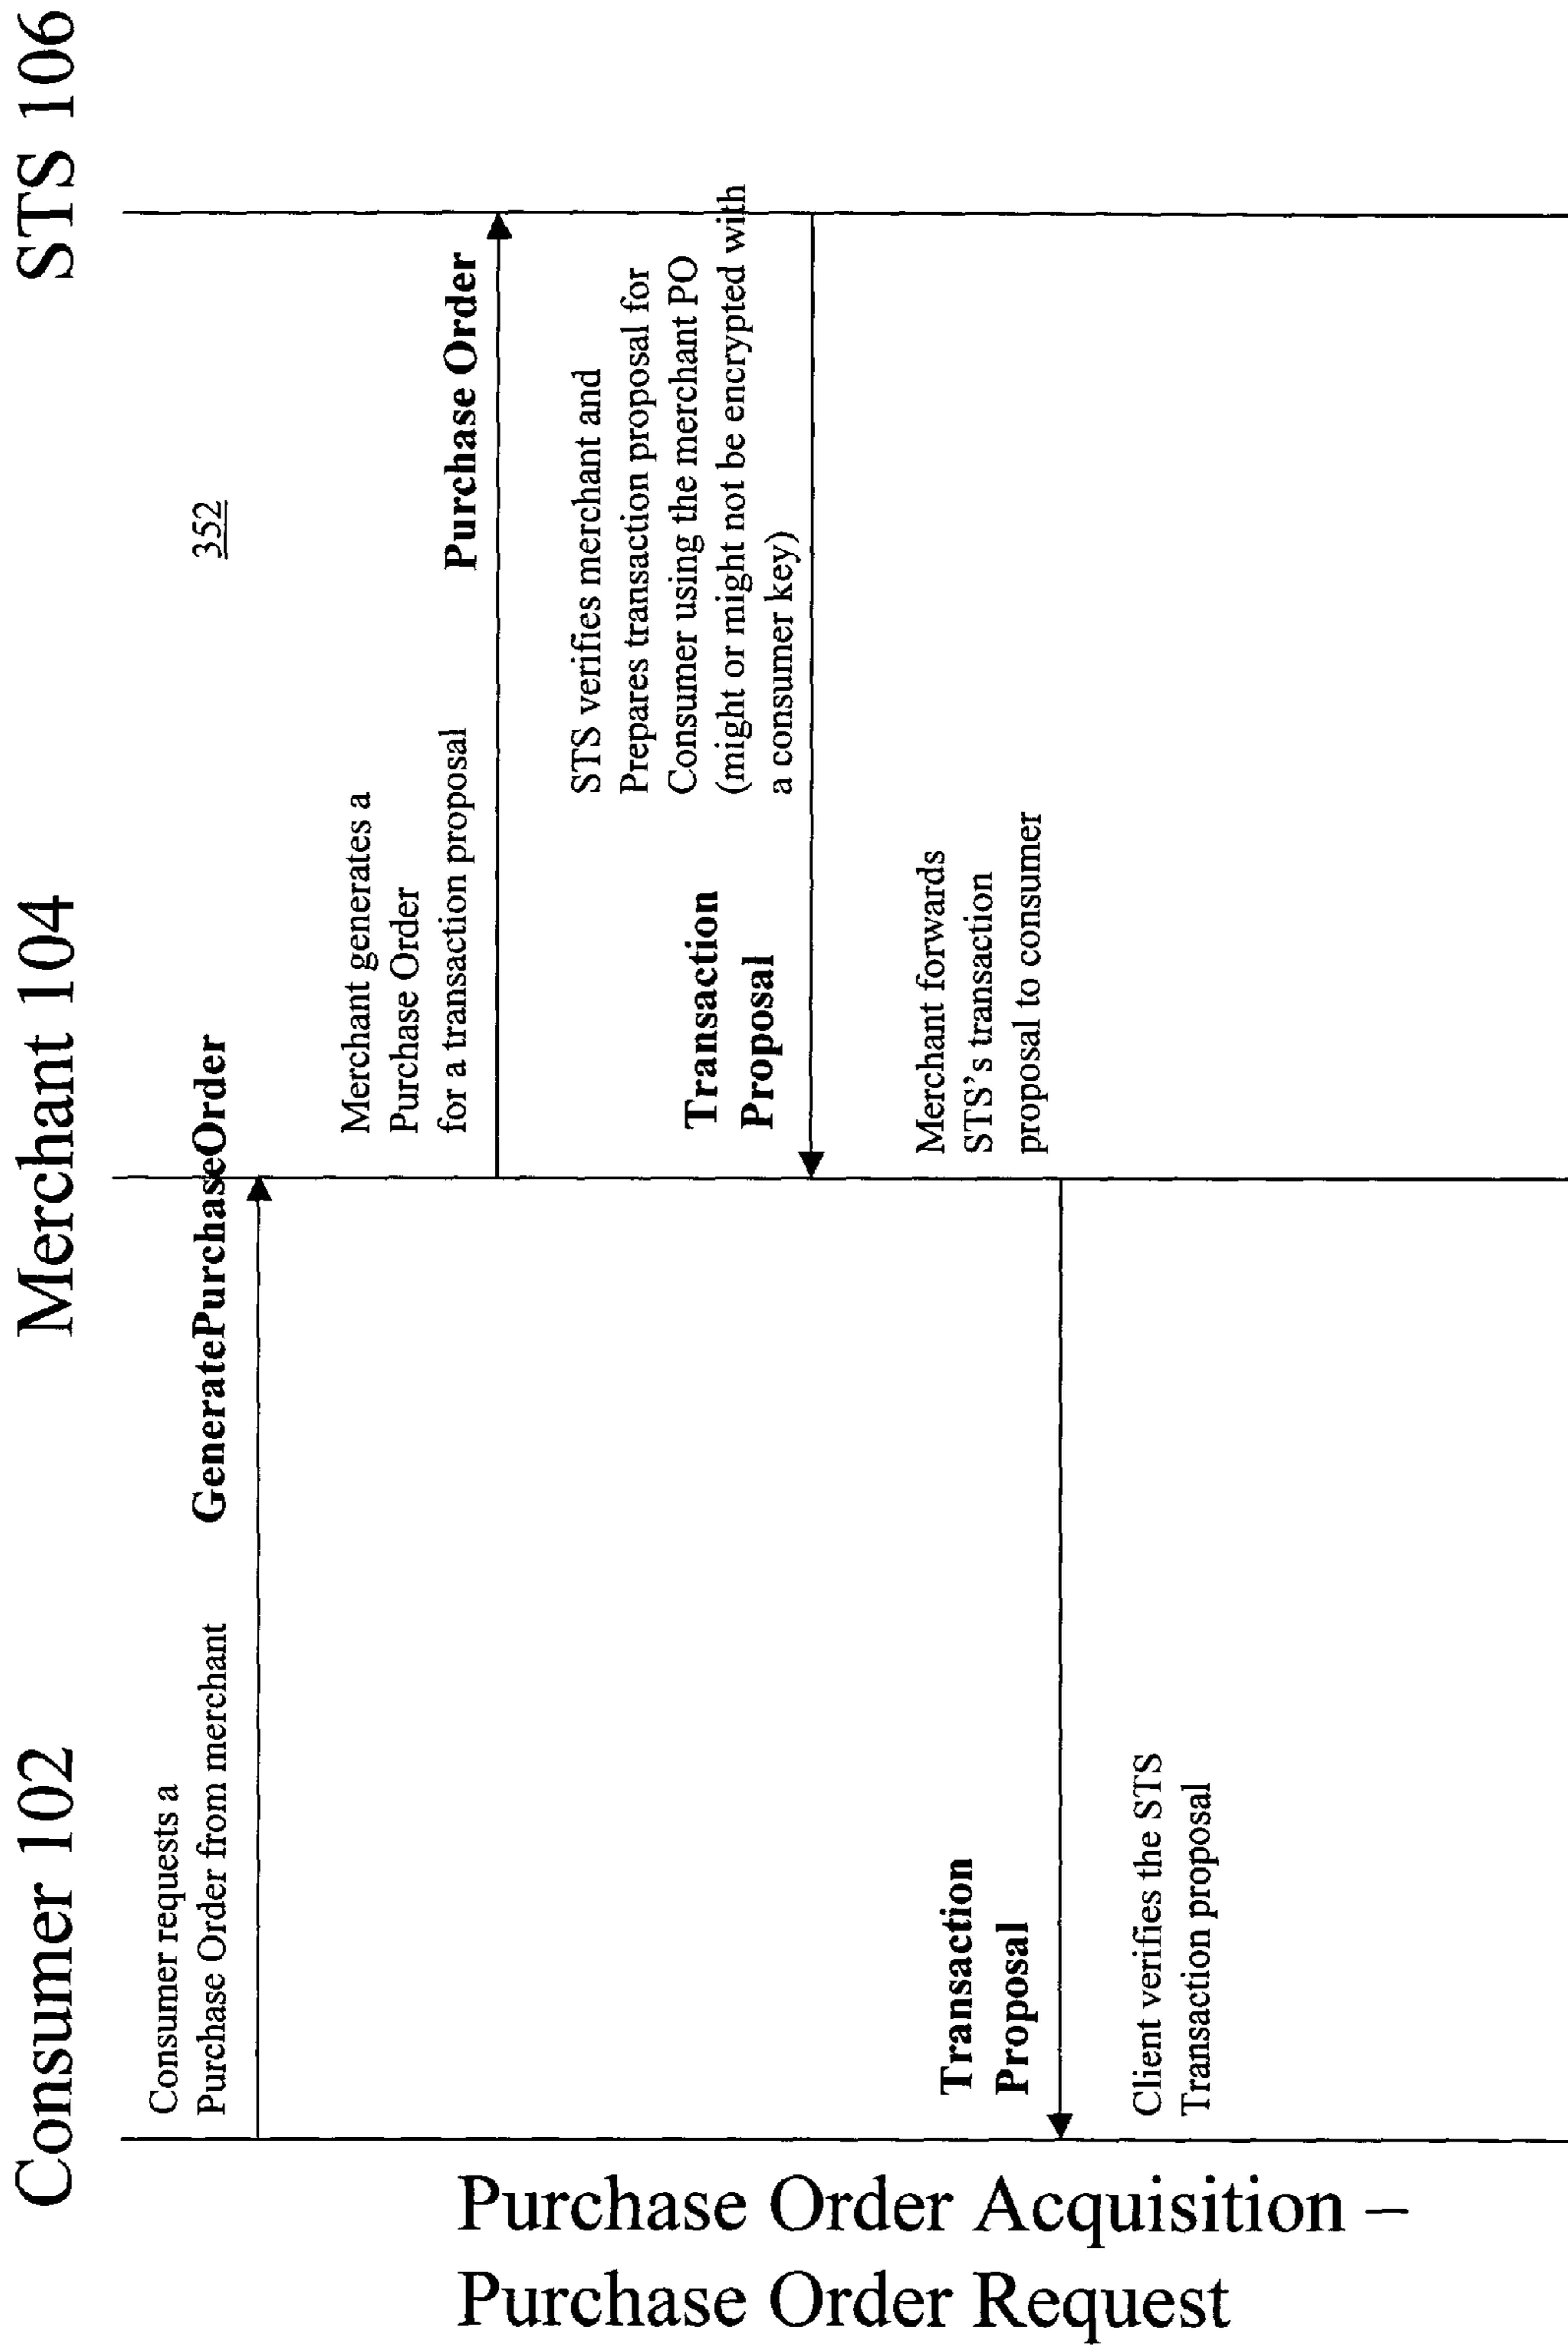 Consumer 102
Merchant 104
STS 106
Consumer requests a
Purchase Order from merchant
GeneratePurchaseOrder
352
Merchant generates a
Purchase Order
for a transaction proposal
Purchase Order
STS verifies merchant and
Prepares transaction proposal for
Consumer using the merchant PO
(might or might not be encrypted with
a consumer key)
Transaction
Proposal
Merchant forwards
STS's transaction
proposal to consumer
Transaction
Proposal
Client verifies the STS
Transaction proposal
Purchase Order Acquisition –
Purchase Order Request